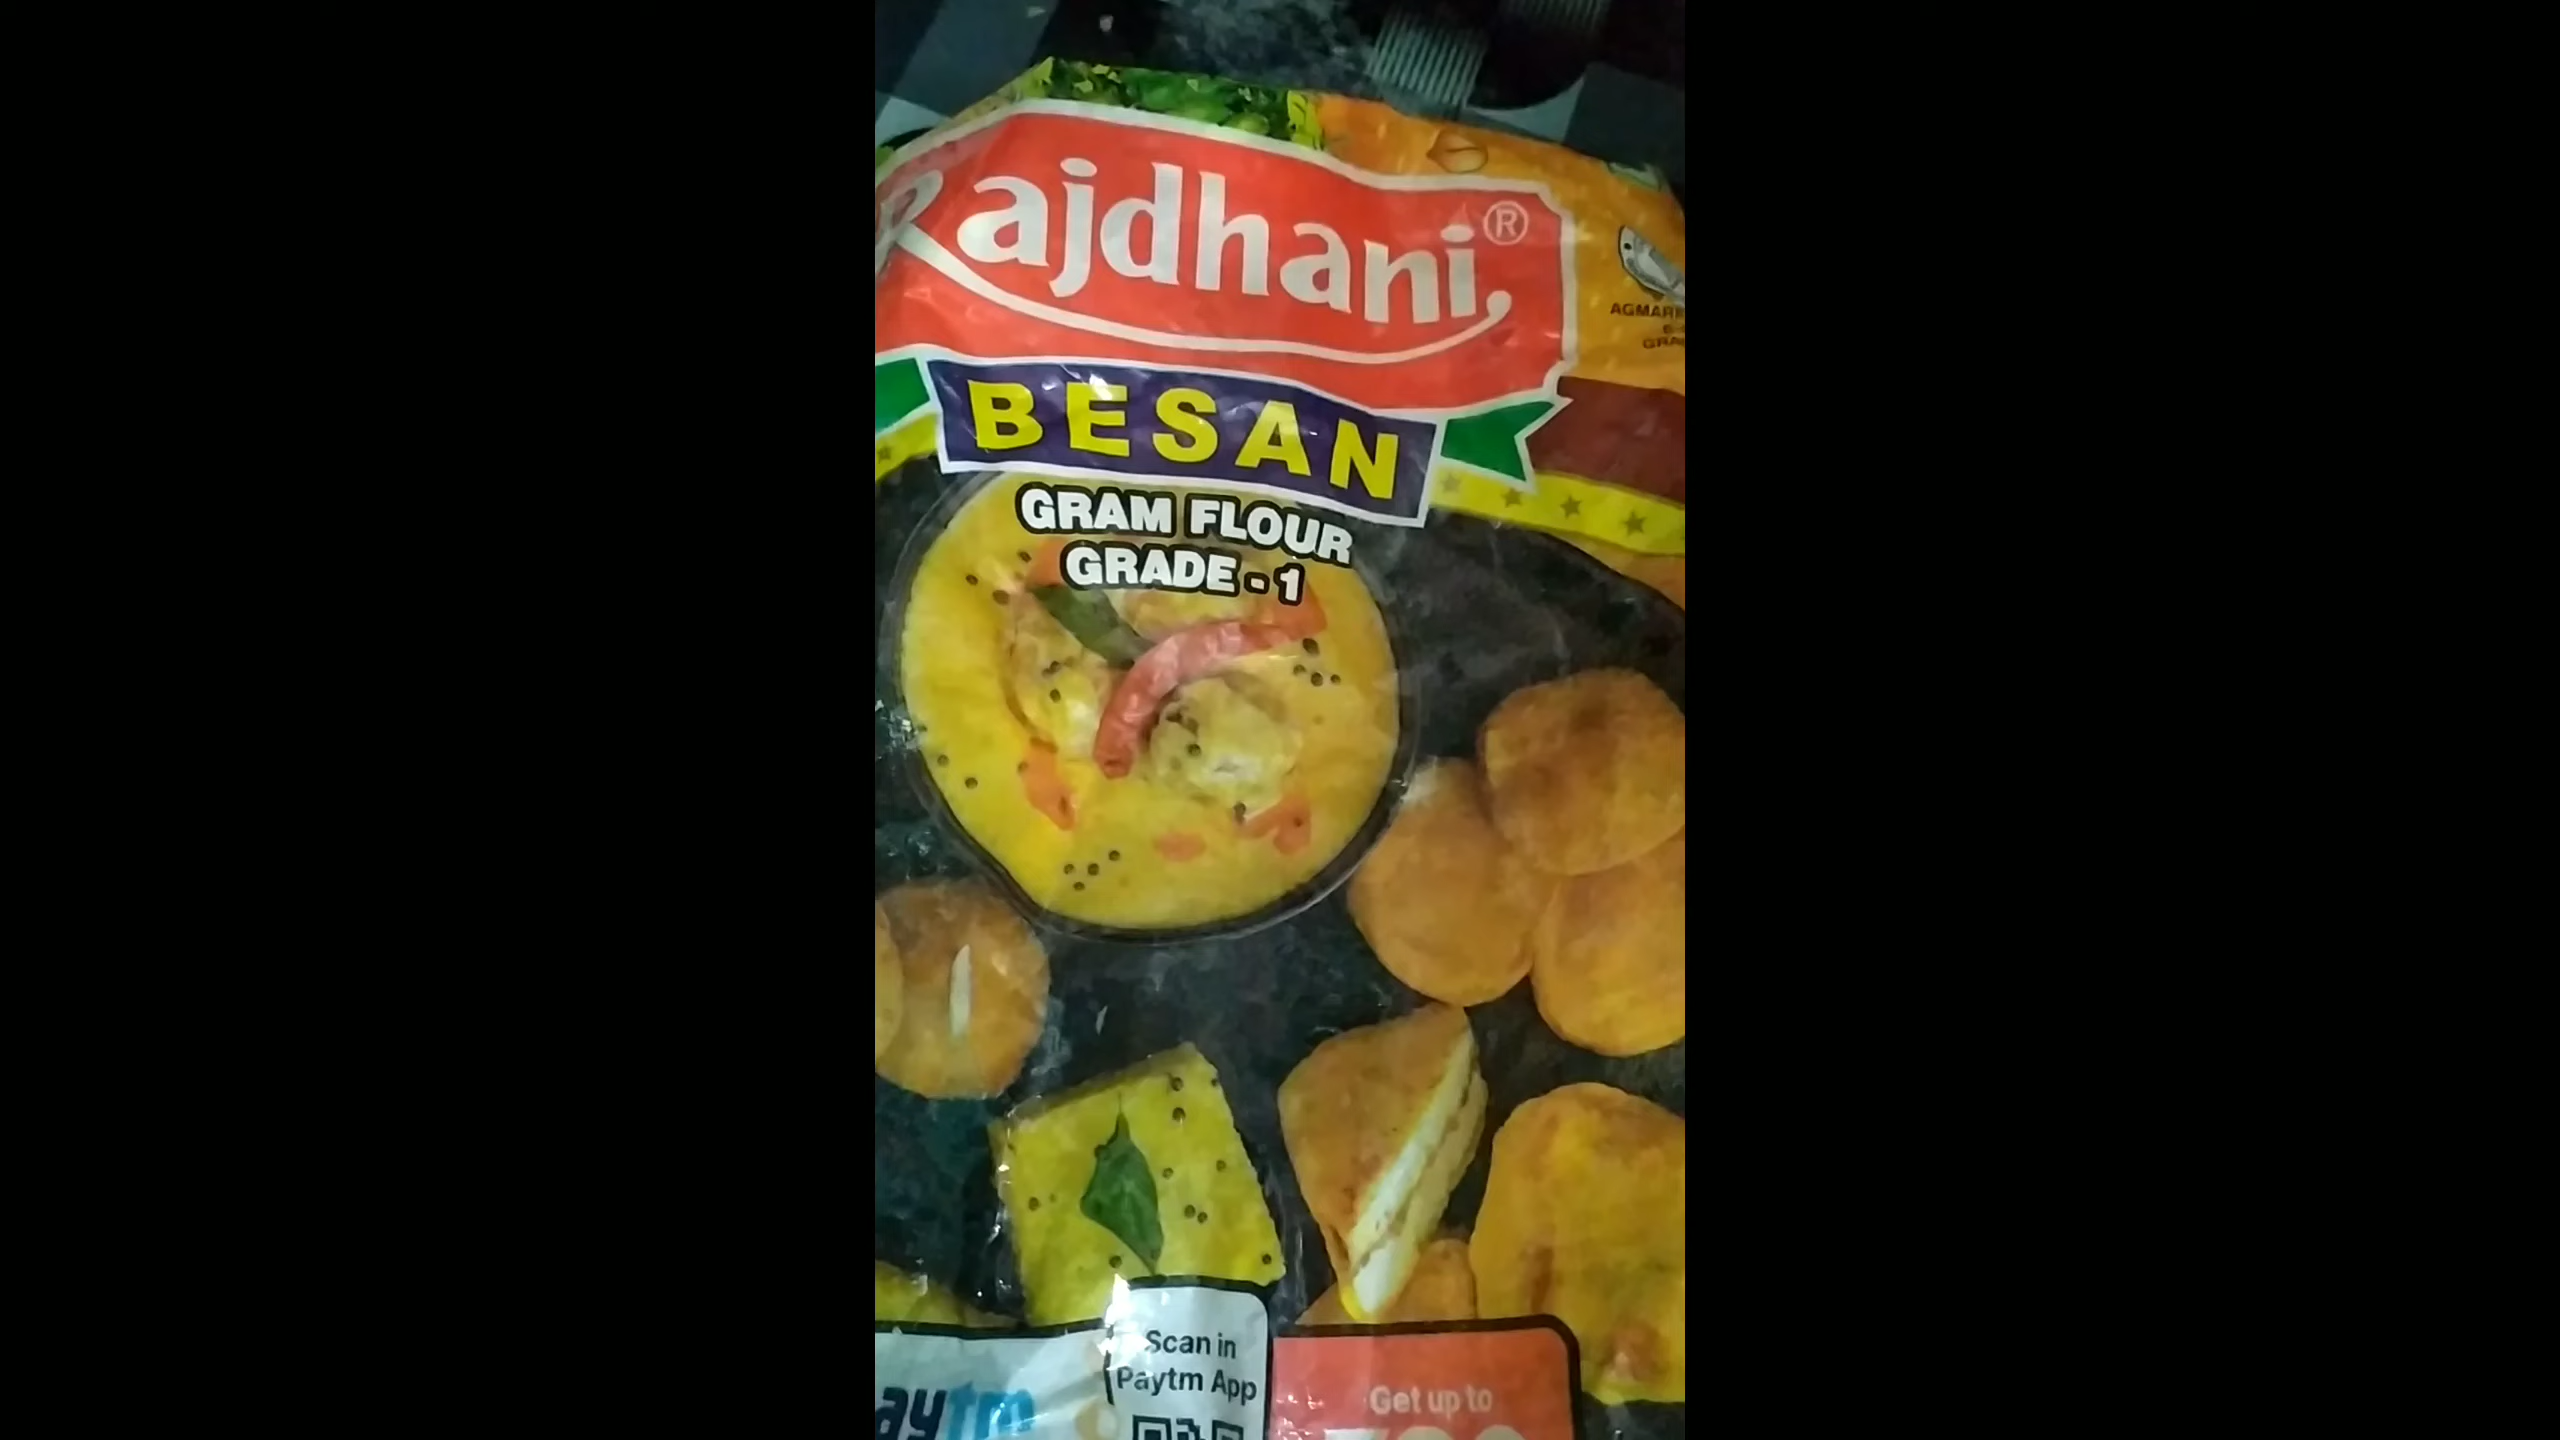 Rajdhani®
BESAN
GRAM FLOUR
GRADE - 1
Scan in
Paytm App
Get up to